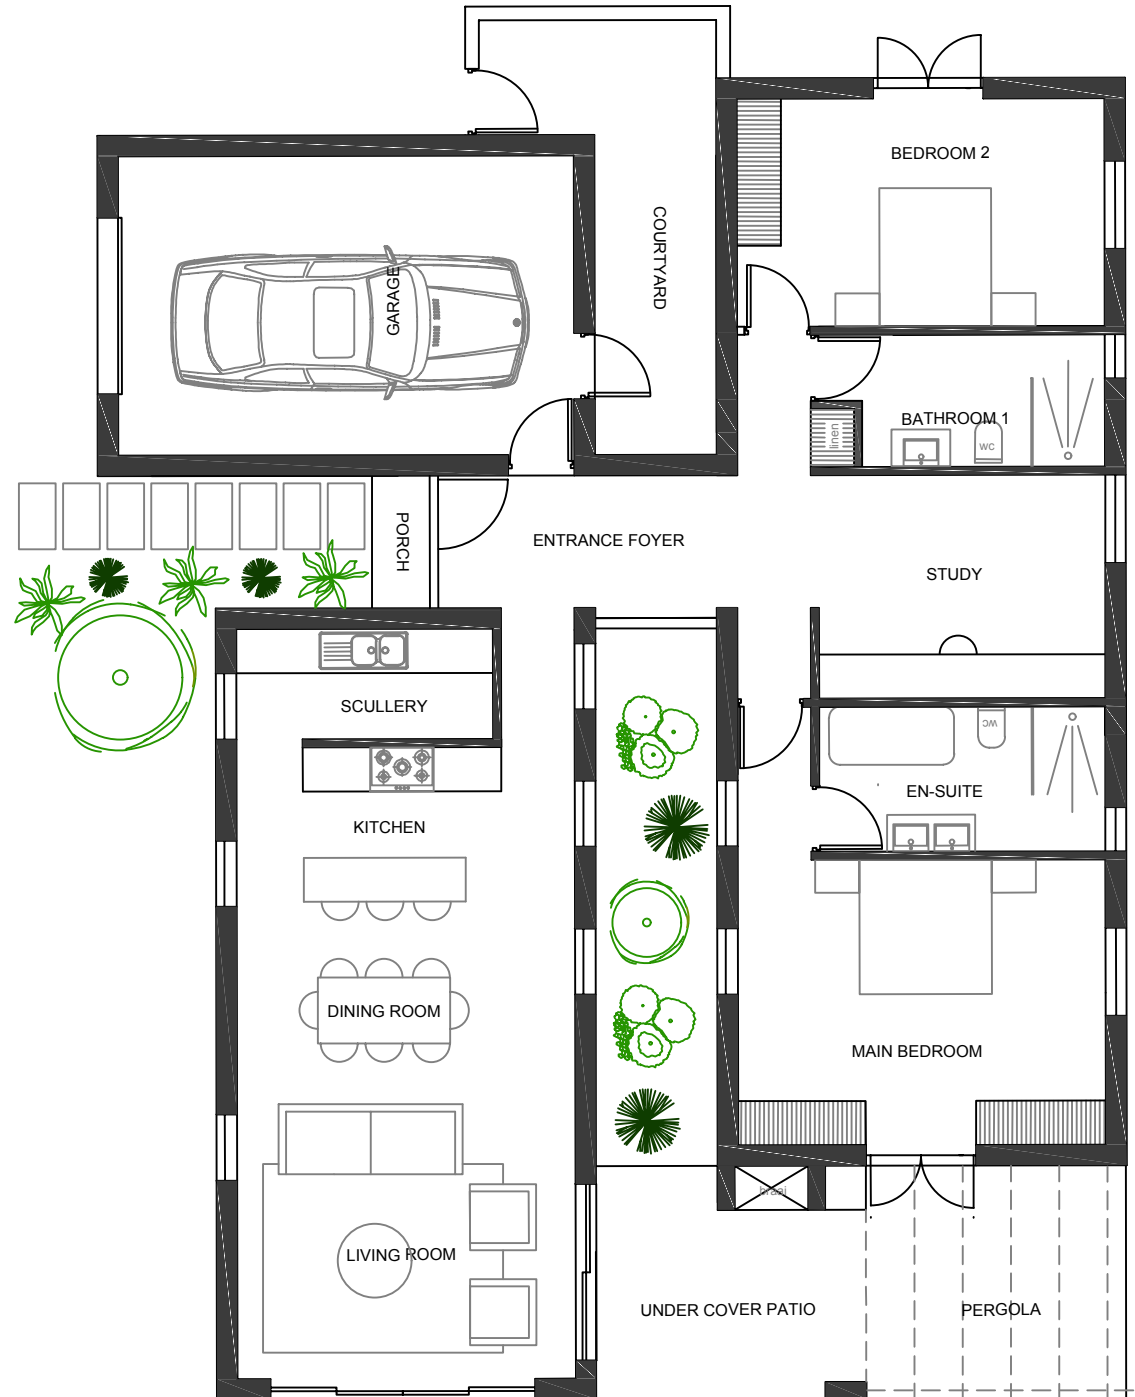 BEDROOM 2
COURTYARD
GARAGE
BATHROOM 1
linen
WC
PORCH
ENTRANCE FOYER
STUDY
SCULLERY
WC
EN-SUITE
KITCHEN
DINING ROOM
MAIN BEDROOM
braai
LIVING ROOM
UNDER COVER PATIO
PERGOLA